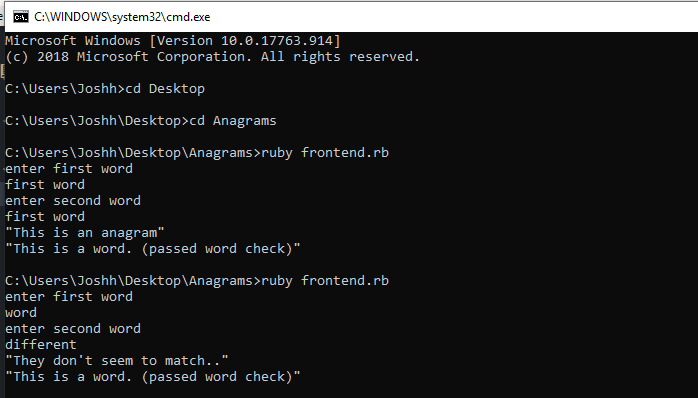 C:\WINDOWS\system32\cmd.exe
Microsoft Windows [Version 10.0.17763.914]
(c) 2018 Microsoft Corporation. All rights reserved.
C:\Users\Joshh>cd Desktop
C:\Users\Joshh\Desktop>cd Anagrams
C:\Users\Joshh\Desktop\Anagrams>ruby frontend.rb
enter first word
first word
enter second word
first word
"This is an anagram"
"This is a word. (passed word check)"
C:\Users\Joshh\Desktop\Anagrams>ruby frontend.rb
enter first word
word
enter second word
different
"They don't seem to match.."
"This is a word. (passed word check)"